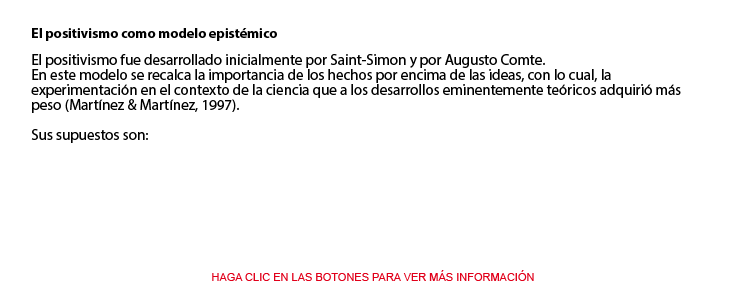 El positivismo como modelo epistémico
El positivismo fue desarrollado inicialmente por Saint-Simon y por Augusto Comte.
En este modelo se recalca la importancia de los hechos por encima de las ideas, con lo cual, la
experimentación en el contexto de la ciencia que a los desarrollos eminentemente teóricos adquirió más
peso (Martínez & Martínez, 1997).
Sus supuestos son:
HAGA CLIC EN LAS BOTONES PARA VER MÁS INFORMACIÓN